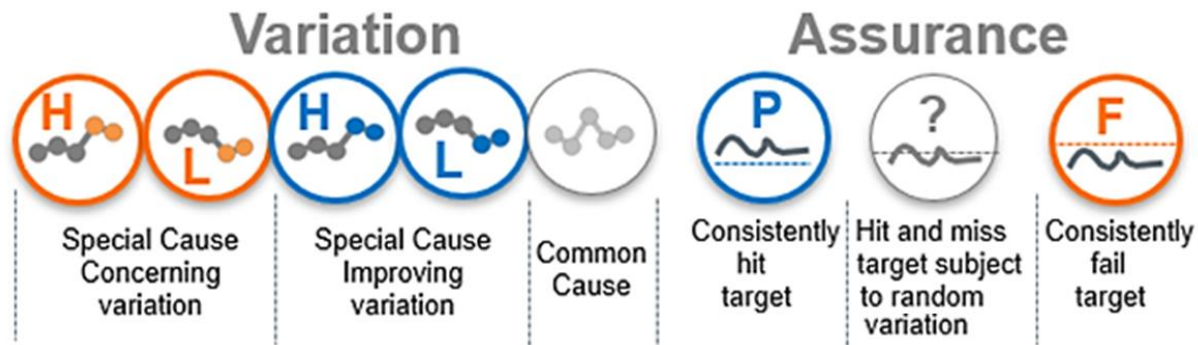 Variation
Assurance
H
L
H
L
P
?
F
Special Cause
Concerning
variation
Special Cause
Improving
variation
Common
Cause
Consistently
hit
target
Hit and miss
target subject
to random
variation
Consistently
fail
target